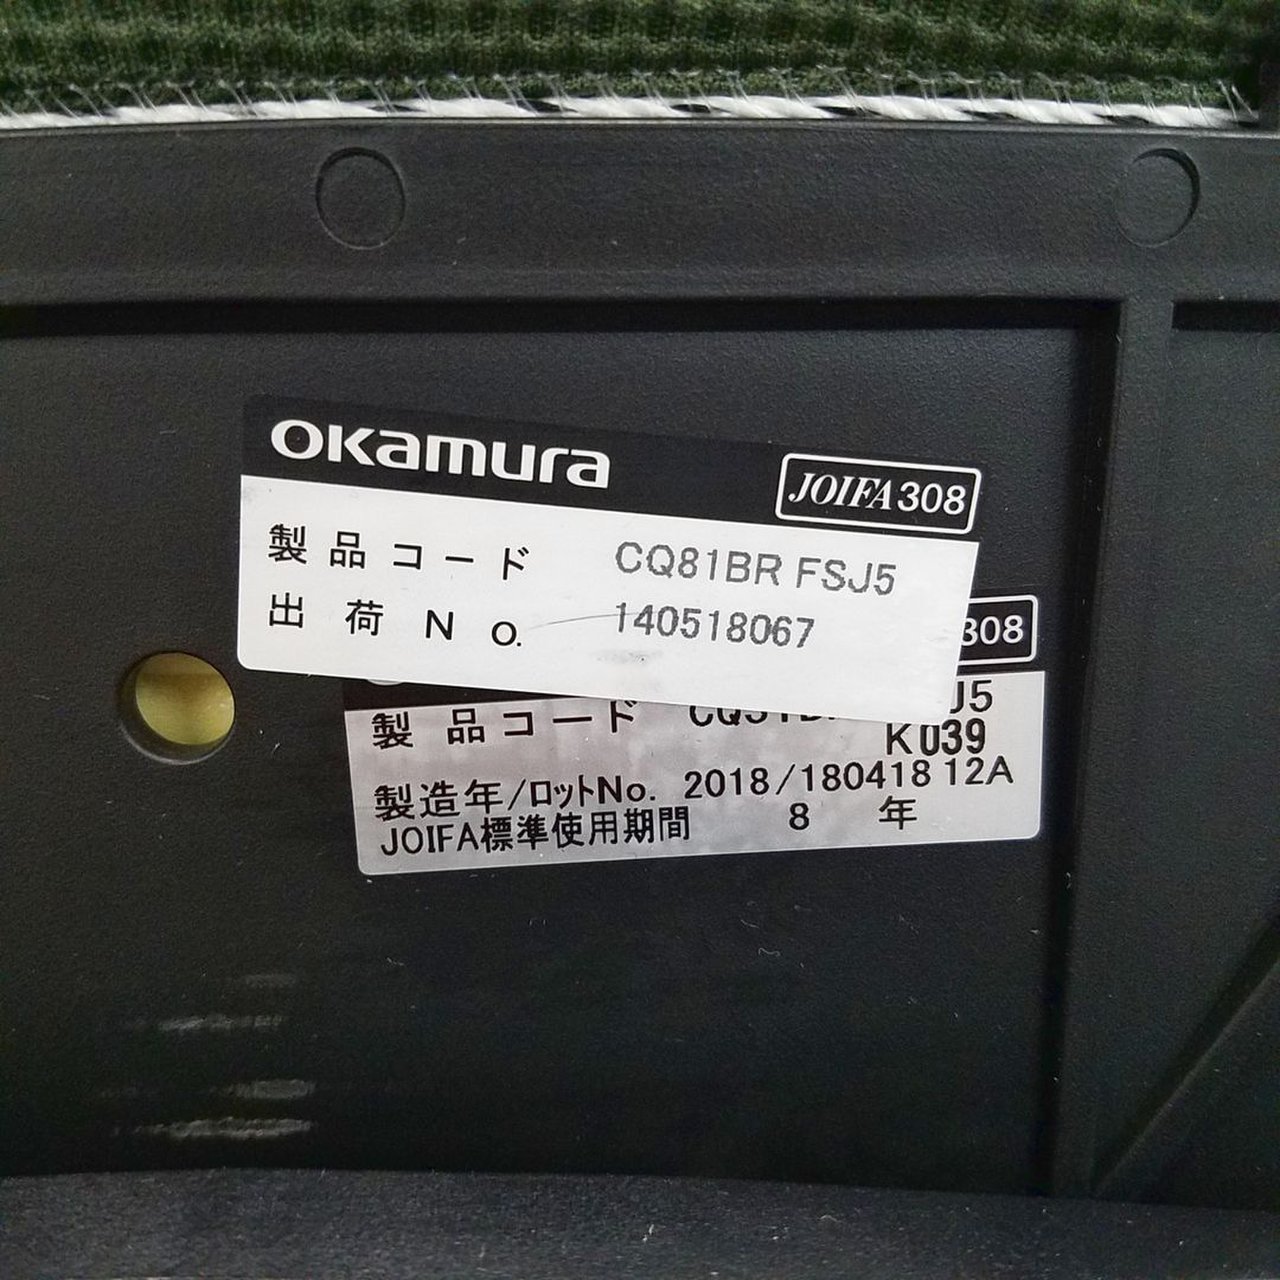 OKamura
JOIFA308
製品コード CQ81BR FSJ5
出荷NO. 140518067
308
製品コード J5
K039
製造年/ロットNo. 2018/180418 12A
JOIFA標準使用期間 8 年